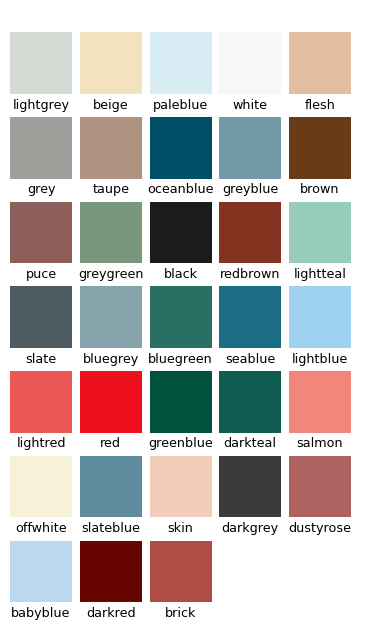 lightgrey beige paleblue white flesh
grey taupe oceanblue greyblue brown
puce greygreen black redbrown lightteal
slate bluegrey bluegreen seablue lightblue
lightred red greenblue darkteal salmon
offwhite slateblue skin darkgrey dustyrose
babyblue darkred brick